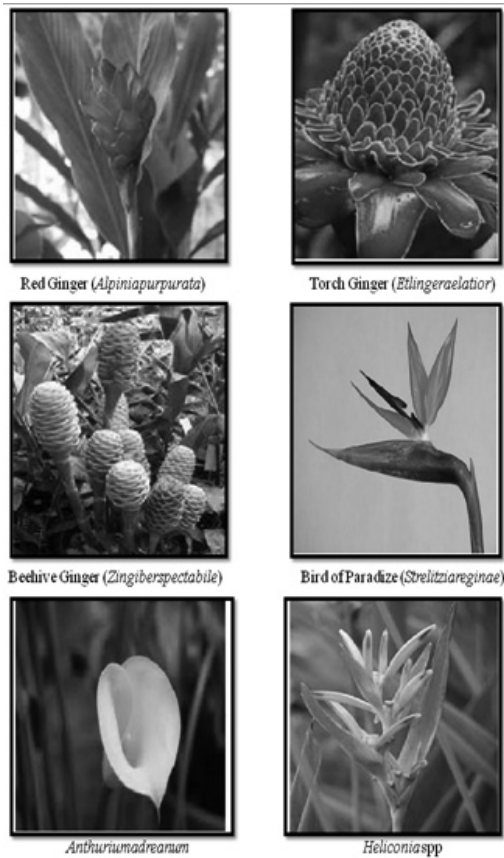 Red Ginger (Alpiniapurpurata)
Torch Ginger (Etlingeraelatior)
Beehive Ginger (Zingiberspectabile)
Bird of Paradize (Strelitziareginae)
Anthuriumadreanum
Heliconiaspp